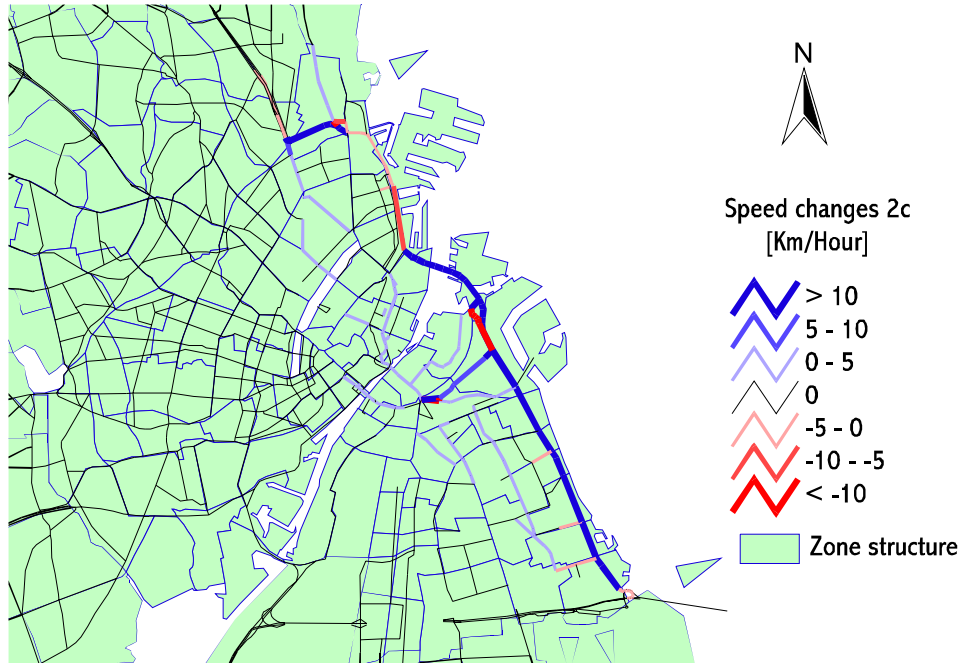 N
Speed changes 2c
[Km/Hour]
> 10
5 - 10
0 - 5
0
-5 - 0
-10 - -5
< -10
Zone structure